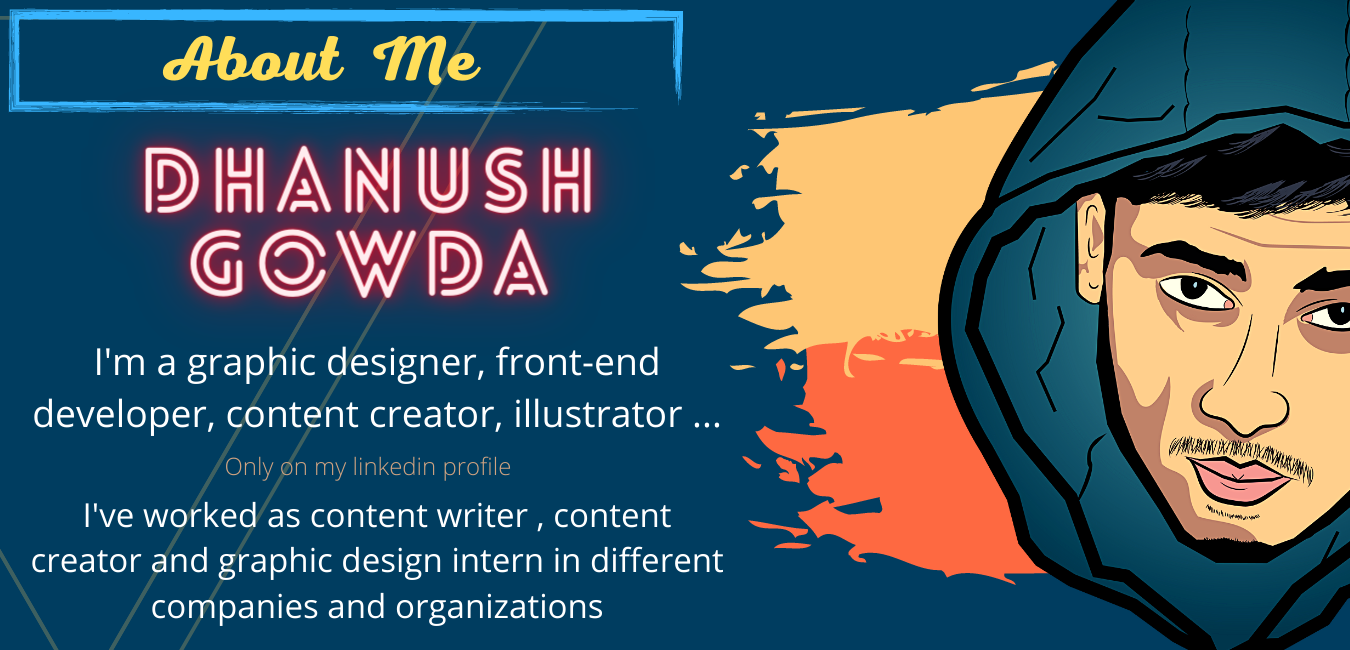 About Me
DHANUSH
GOWDA
I'm a graphic designer, front-end
developer, content creator, illustrator ...
Only on my linkedin profile
I've worked as content writer , content
creator and graphic design intern in different
companies and organizations